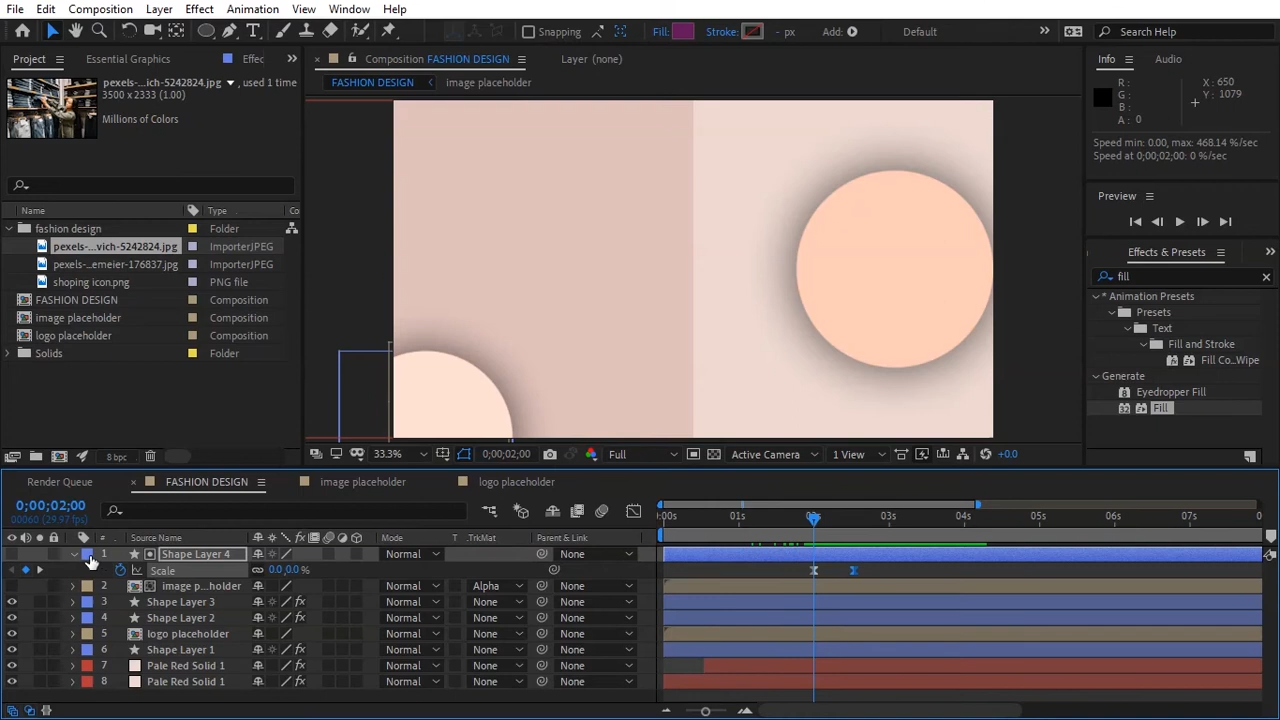 File Edit Composition Layer Effect Animation View Window Help
Fill: Stroke: - px Add: Snapping Default Search Help
Project Essential Graphics Effec
Composition FASHION DESIGN Layer (none)
Info Audio
FASHION DESIGN image placeholder
pexels-...ich-5242824.jpg , used 1 time
3500 x 2333 (1.00)
Millions of Colors
R :
G :
B :
A : 0
X : 650
Y : 1079
Speed min: 0.00, max: 468.14 %/sec
Speed at 0;00;02;00: 0 %/sec
Preview
Name Type Co
fashion design Folder
pexels-...vich-5242824.jpg ImporterJPEG
pexels-...emeier-176837.jpg ImporterJPEG
shoping icon.png PNG file
FASHION DESIGN Composition
image placeholder Composition
logo placeholder Composition
Solids Folder
Effects & Presets
fill
* Animation Presets
Presets
Text
Fill and Stroke
Fill Co...Wipe
Generate
Eyedropper Fill
Fill
8 bpc
33.3% 0;00;02;00 Full Active Camera 1 View +0.0
Render Queue FASHION DESIGN image placeholder logo placeholder
0;00;02;00
00060 (29.97 fps)
:00s 01s 02s 03s 04s 05s 06s 07s
# Source Name Mode T .TrkMat Parent & Link
1 Shape Layer 4 Normal None
Scale 0.0,0.0 %
2 image p...holder Normal Alpha None
3 Shape Layer 3 Normal None None
4 Shape Layer 2 Normal None None
5 logo placeholder Normal None None
6 Shape Layer 1 Normal None None
7 Pale Red Solid 1 Normal None None
8 Pale Red Solid 1 Normal None None